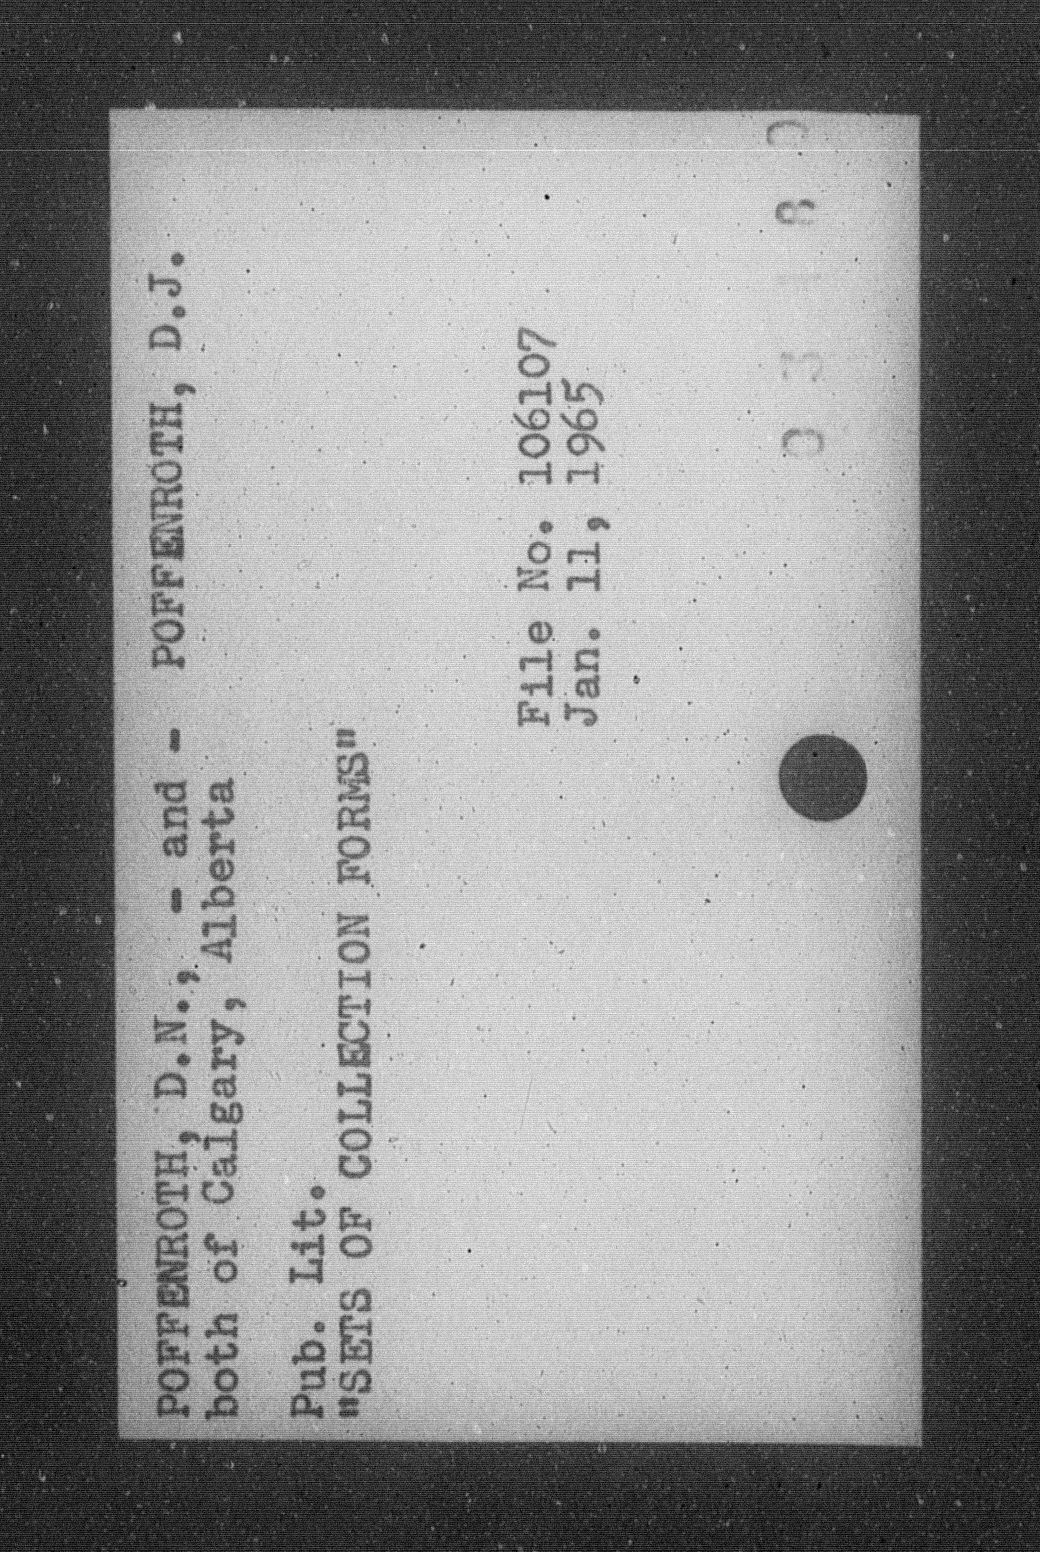 POFFENROTH, D.N., - and - POFFENROTH, D.J.
both of Calgary, Alberta
Pub. Lit.
"SETS OF COLLECTION FORMS"
File No. 106107
Jan. 11, 1965